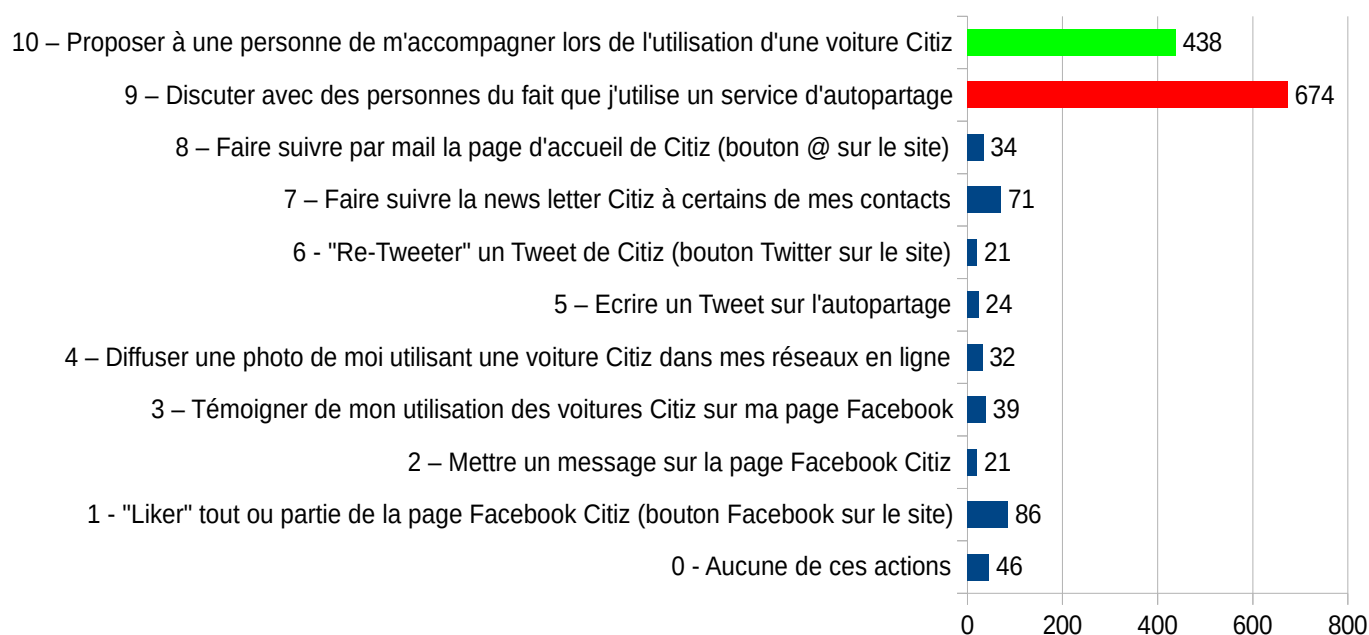 10 – Proposer à une personne de m'accompagner lors de l'utilisation d'une voiture Citiz 438
9 – Discuter avec des personnes du fait que j'utilise un service d'autopartage 674
8 – Faire suivre par mail la page d'accueil de Citiz (bouton @ sur le site) 34
7 – Faire suivre la news letter Citiz à certains de mes contacts 71
6 - "Re-Tweeter" un Tweet de Citiz (bouton Twitter sur le site) 21
5 – Ecrire un Tweet sur l'autopartage 24
4 – Diffuser une photo de moi utilisant une voiture Citiz dans mes réseaux en ligne 32
3 – Témoigner de mon utilisation des voitures Citiz sur ma page Facebook 39
2 – Mettre un message sur la page Facebook Citiz 21
1 - "Liker" tout ou partie de la page Facebook Citiz (bouton Facebook sur le site) 86
0 - Aucune de ces actions 46
0 200 400 600 800